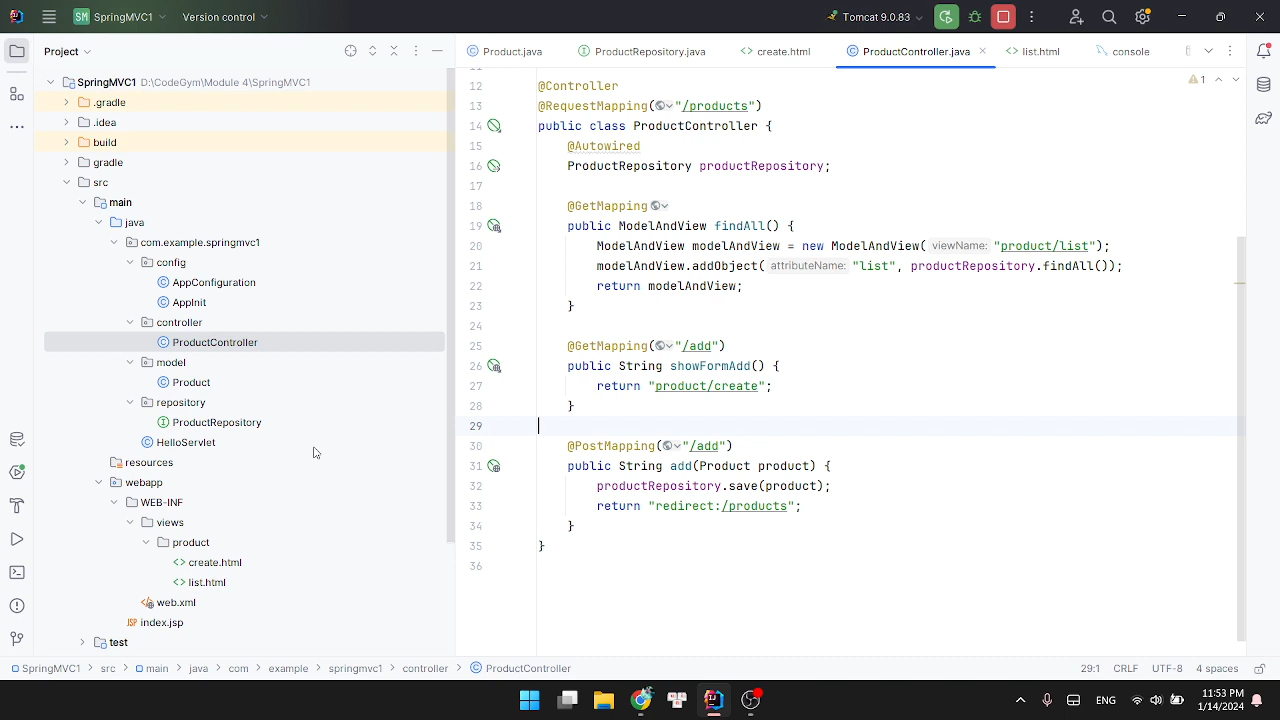 SM SpringMVC1 Version control Tomcat 9.0.83
Project
SpringMVC1 D:\CodeGym\Module 4\SpringMVC1
.gradle
.idea
build
gradle
src
main
java
com.example.springmvc1
config
AppConfiguration
AppInit
controller
ProductController
model
Product
repository
ProductRepository
HelloServlet
resources
webapp
WEB-INF
views
product
create.html
list.html
web.xml
index.jsp
test
Product.java ProductRepository.java create.html ProductController.java list.html console
1
12 @Controller
13 @RequestMapping("/products")
14 public class ProductController {
15 @Autowired
16 ProductRepository productRepository;
17
18 @GetMapping
19 public ModelAndView findAll() {
20 ModelAndView modelAndView = new ModelAndView( viewName: "product/list");
21 modelAndView.addObject( attributeName: "list", productRepository.findAll());
22 return modelAndView;
23 }
24
25 @GetMapping("/add")
26 public String showFormAdd() {
27 return "product/create";
28 }
29
30 @PostMapping("/add")
31 public String add(Product product) {
32 productRepository.save(product);
33 return "redirect:/products";
34 }
35 }
36
SpringMVC1 > src > main > java > com > example > springmvc1 > controller > ProductController 29:1 CRLF UTF-8 4 spaces
ENG 11:53 PM
1/14/2024